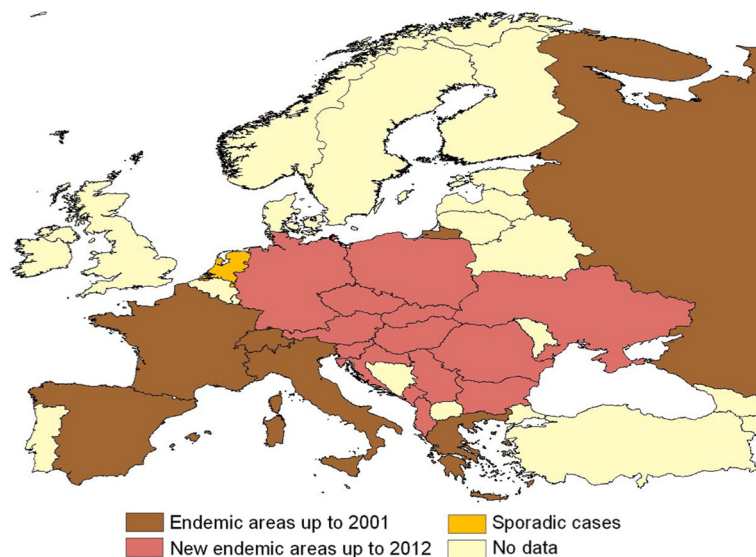 Endemic areas up to 2001
Sporadic cases
New endemic areas up to 2012
No data